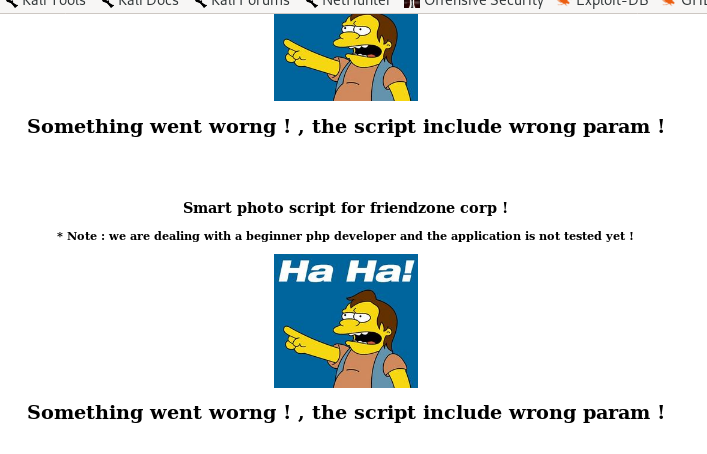 Kali Tools Kali Docs Kali Forums NetHunter Offensive Security Exploit-DB
Something went worng ! , the script include wrong param !
Smart photo script for friendzone corp !
* Note : we are dealing with a beginner php developer and the application is not tested yet !
Ha Ha!
Something went worng ! , the script include wrong param !